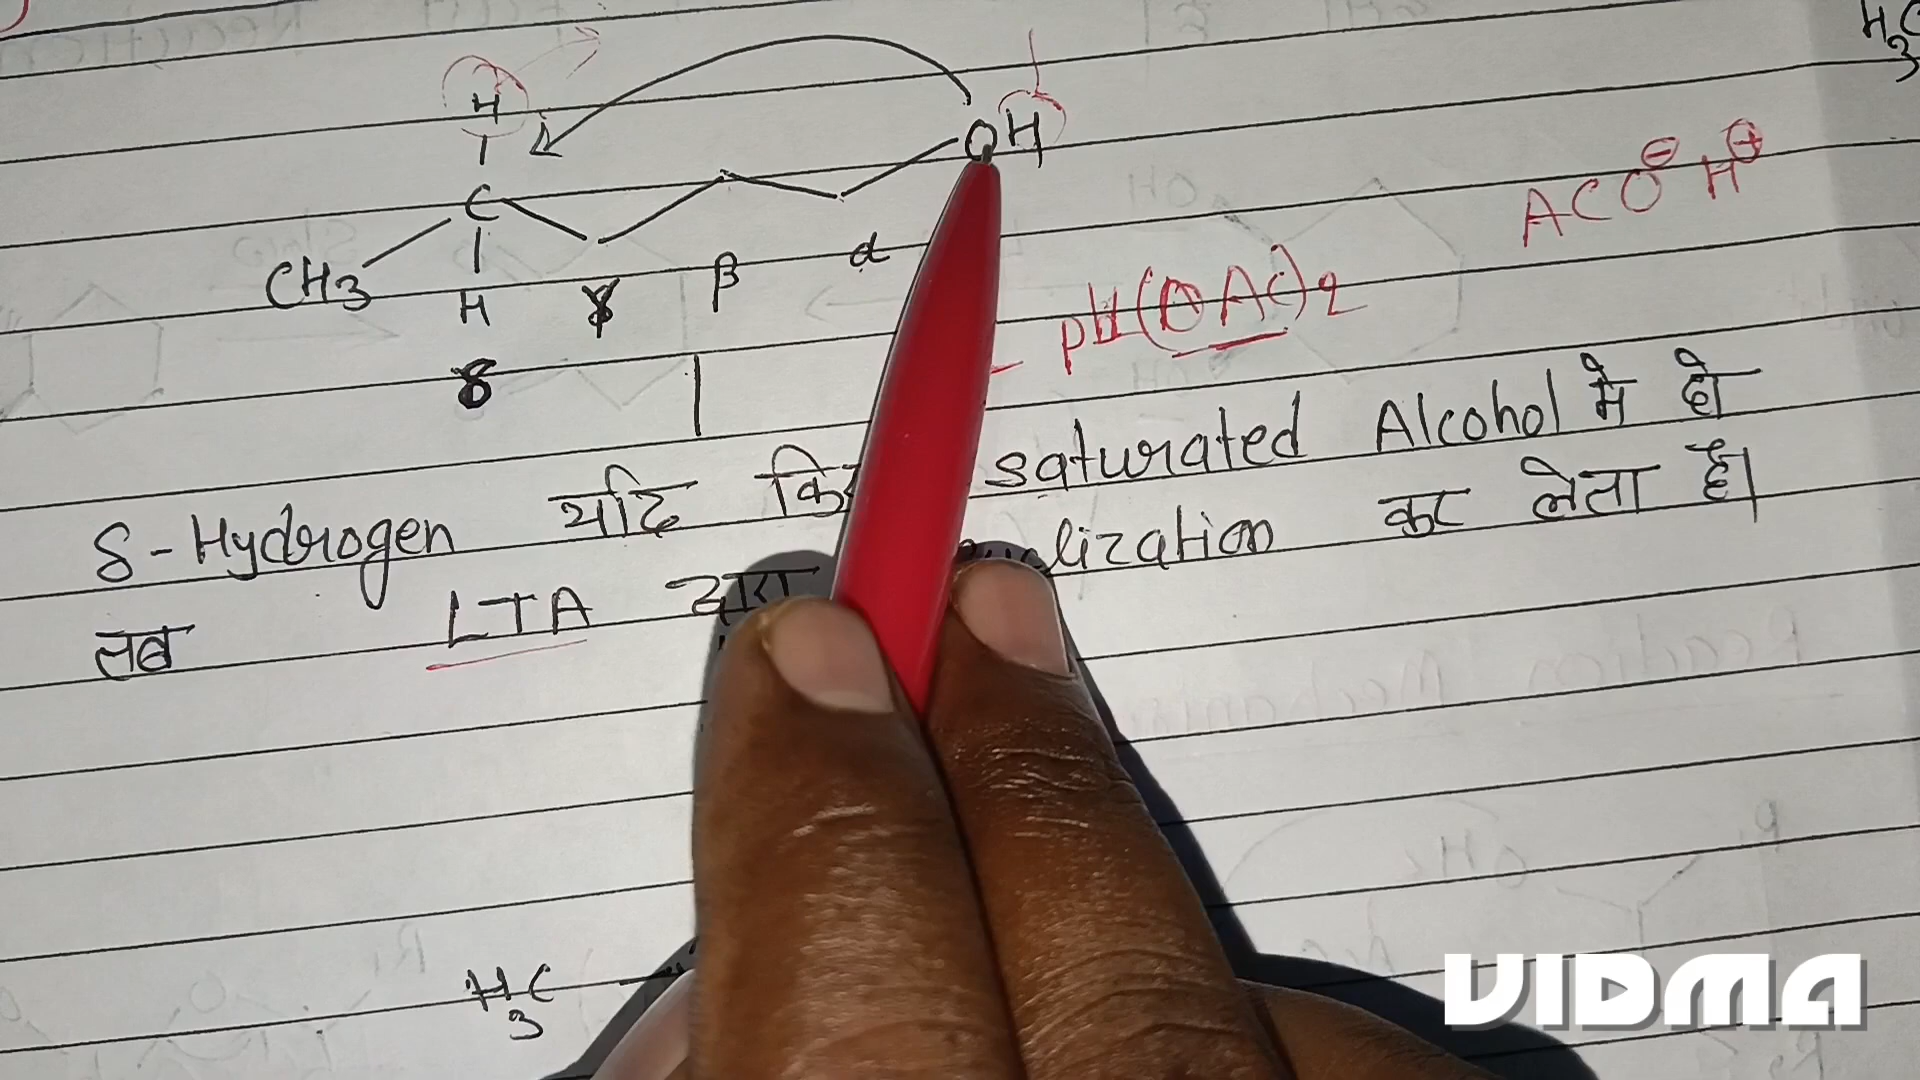 H
OH
C
CH3
H γ β α
δ
ACO⊖ H⊕
pb(OAc)2
δ-Hydrogen यदि saturated Alcohol मे हो
तब LTA द्वारा lization कर लेता है।
H3C
VIDMA